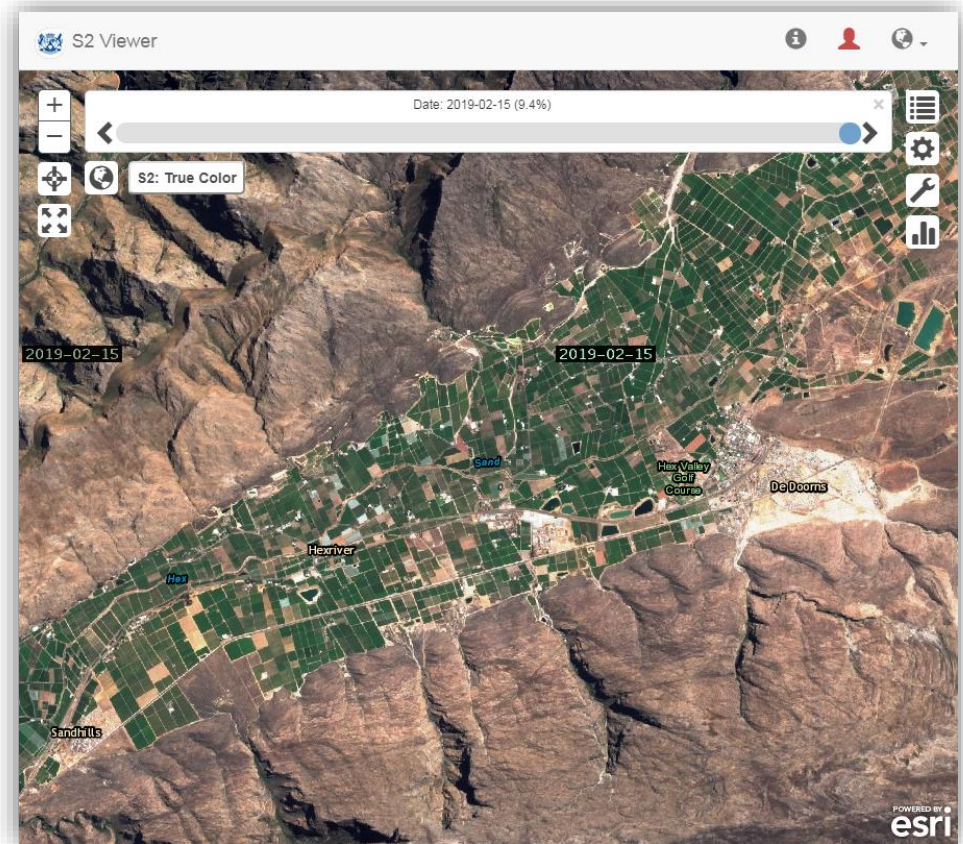 S2 Viewer
Date: 2019-02-15 (9.4%)
S2: True Color
2019-02-15
2019-02-15
Sand
Hex Valley
Golf
Course
De Doorns
Hexriver
Hex
Sandhills
POWERED BY
esri